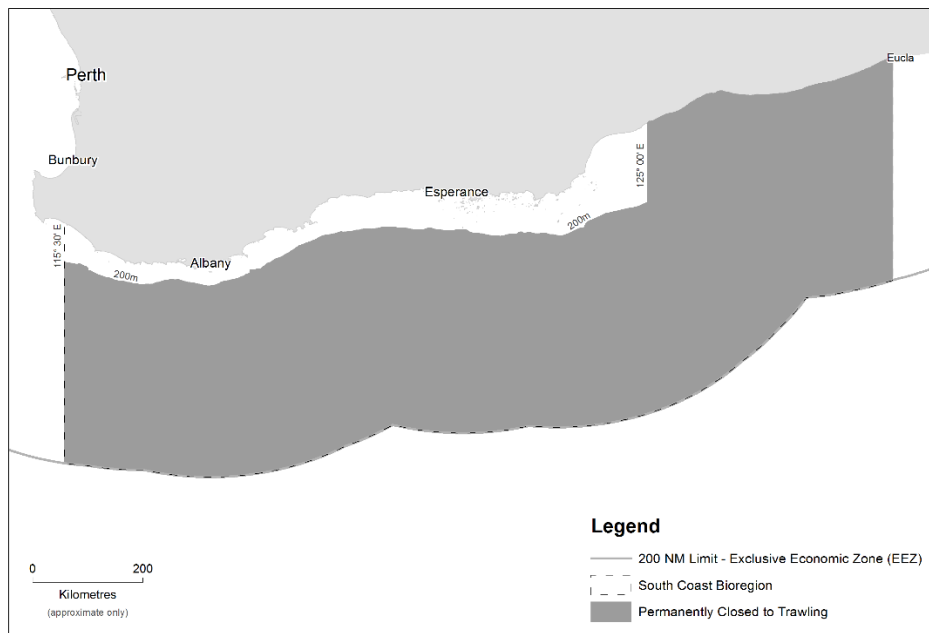 Eucla
Perth
Bunbury
125° 00' E
Esperance
200m
115° 30' E
Albany
200m
Legend
200 NM Limit - Exclusive Economic Zone (EEZ)
South Coast Bioregion
Permanently Closed to Trawling
0 200
Kilometres
(approximate only)